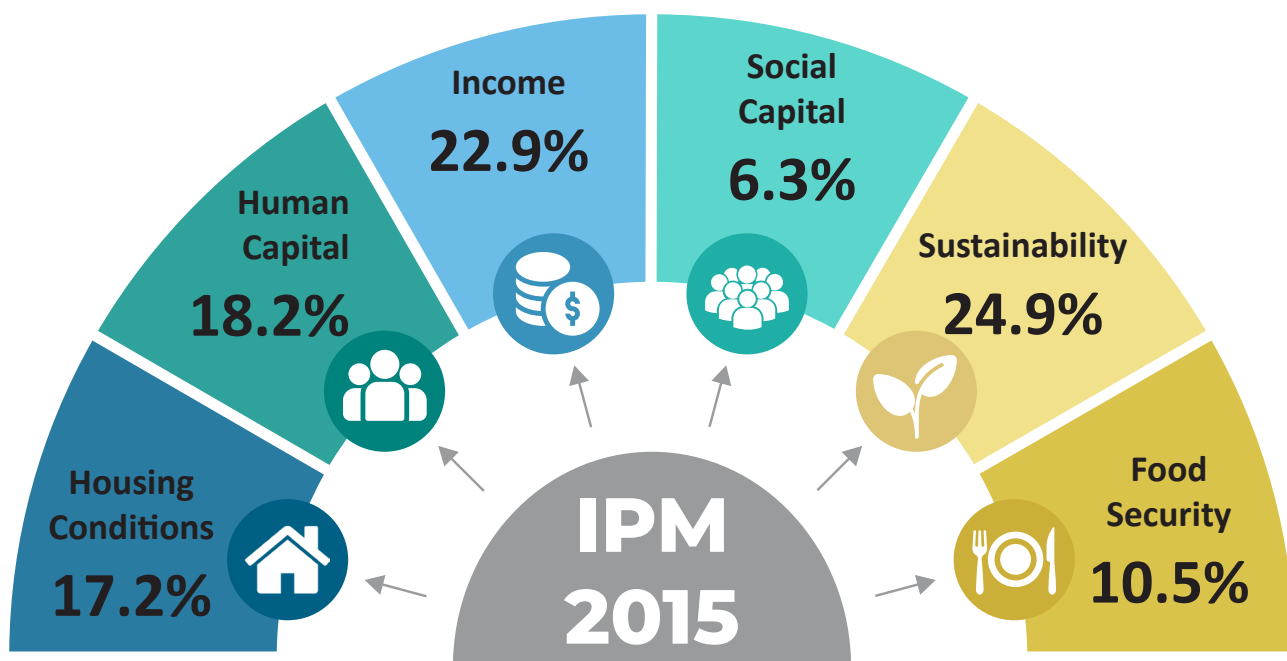 Housing
Conditions
17.2%
Human
Capital
18.2%
Income
22.9%
$
Social
Capital
6.3%
Sustainability
24.9%
Food
Security
10.5%
IPM
2015